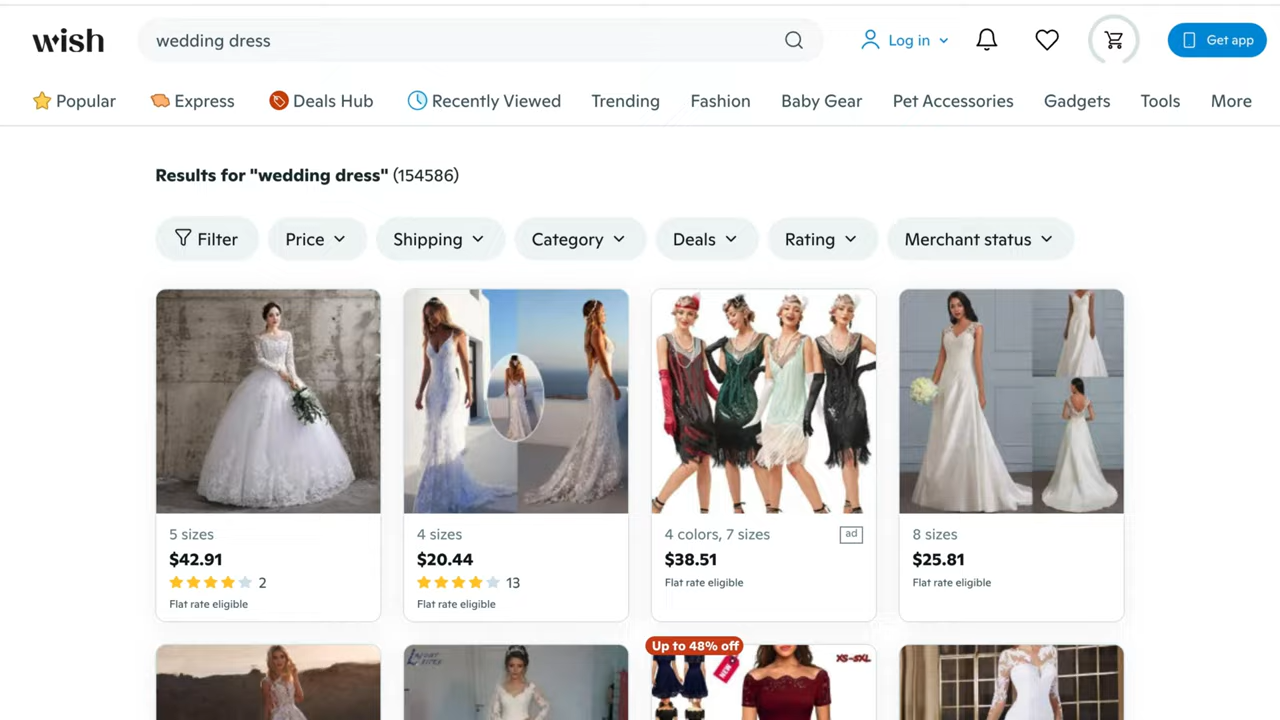 wish
wedding dress
Log in
Get app
Popular
Express
Deals Hub
Recently Viewed
Trending
Fashion
Baby Gear
Pet Accessories
Gadgets
Tools
More
Results for "wedding dress" (154586)
Filter
Price
Shipping
Category
Deals
Rating
Merchant status
5 sizes
$42.91
2
Flat rate eligible
4 sizes
$20.44
13
Flat rate eligible
4 colors, 7 sizes
ad
$38.51
Flat rate eligible
8 sizes
$25.81
Flat rate eligible
Up to 48% off
NEW
XS-5XL